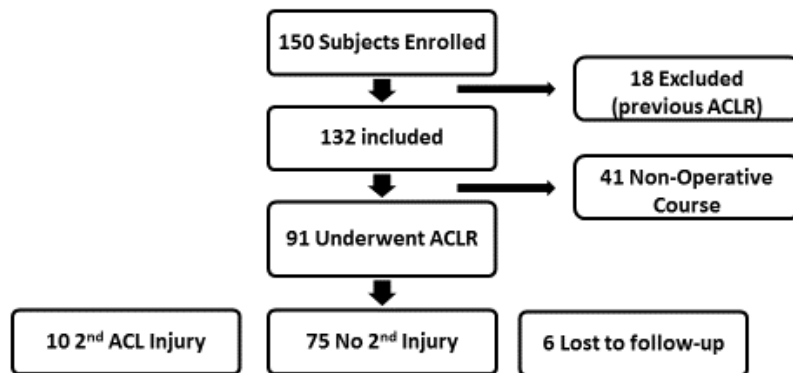 150 Subjects Enrolled
18 Excluded
(previous ACLR)
132 included
41 Non-Operative
Course
91 Underwent ACLR
10 2nd ACL Injury
75 No 2nd Injury
6 Lost to follow-up